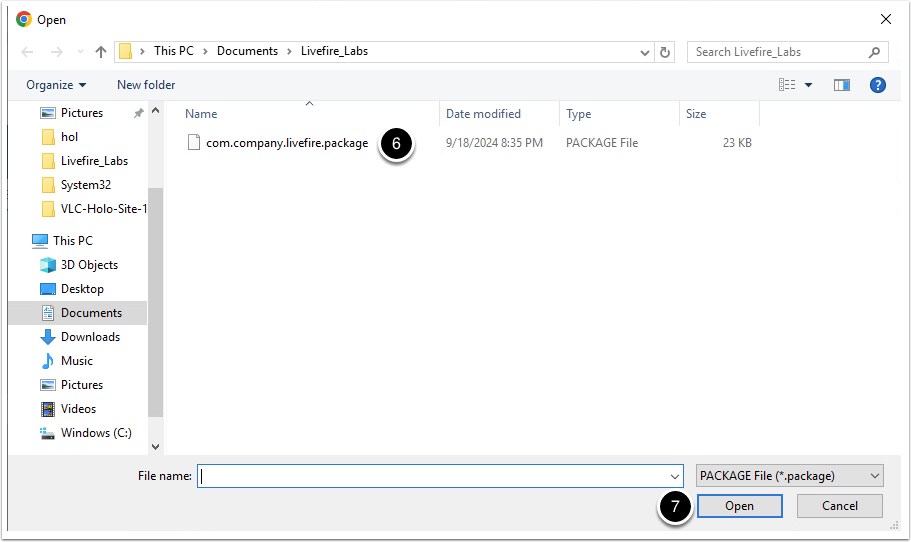 Open
This PC > Documents > Livefire_Labs
Search Livefire_Labs
Organize
New folder
?
Pictures
hol
Livefire_Labs
System32
VLC-Holo-Site-1
This PC
3D Objects
Desktop
Documents
Downloads
Music
Pictures
Videos
Windows (C:)
Name Date modified Type Size
com.company.livefire.package 6 9/18/2024 8:35 PM PACKAGE File 23 KB
File name:
PACKAGE File (*.package)
7 Open Cancel